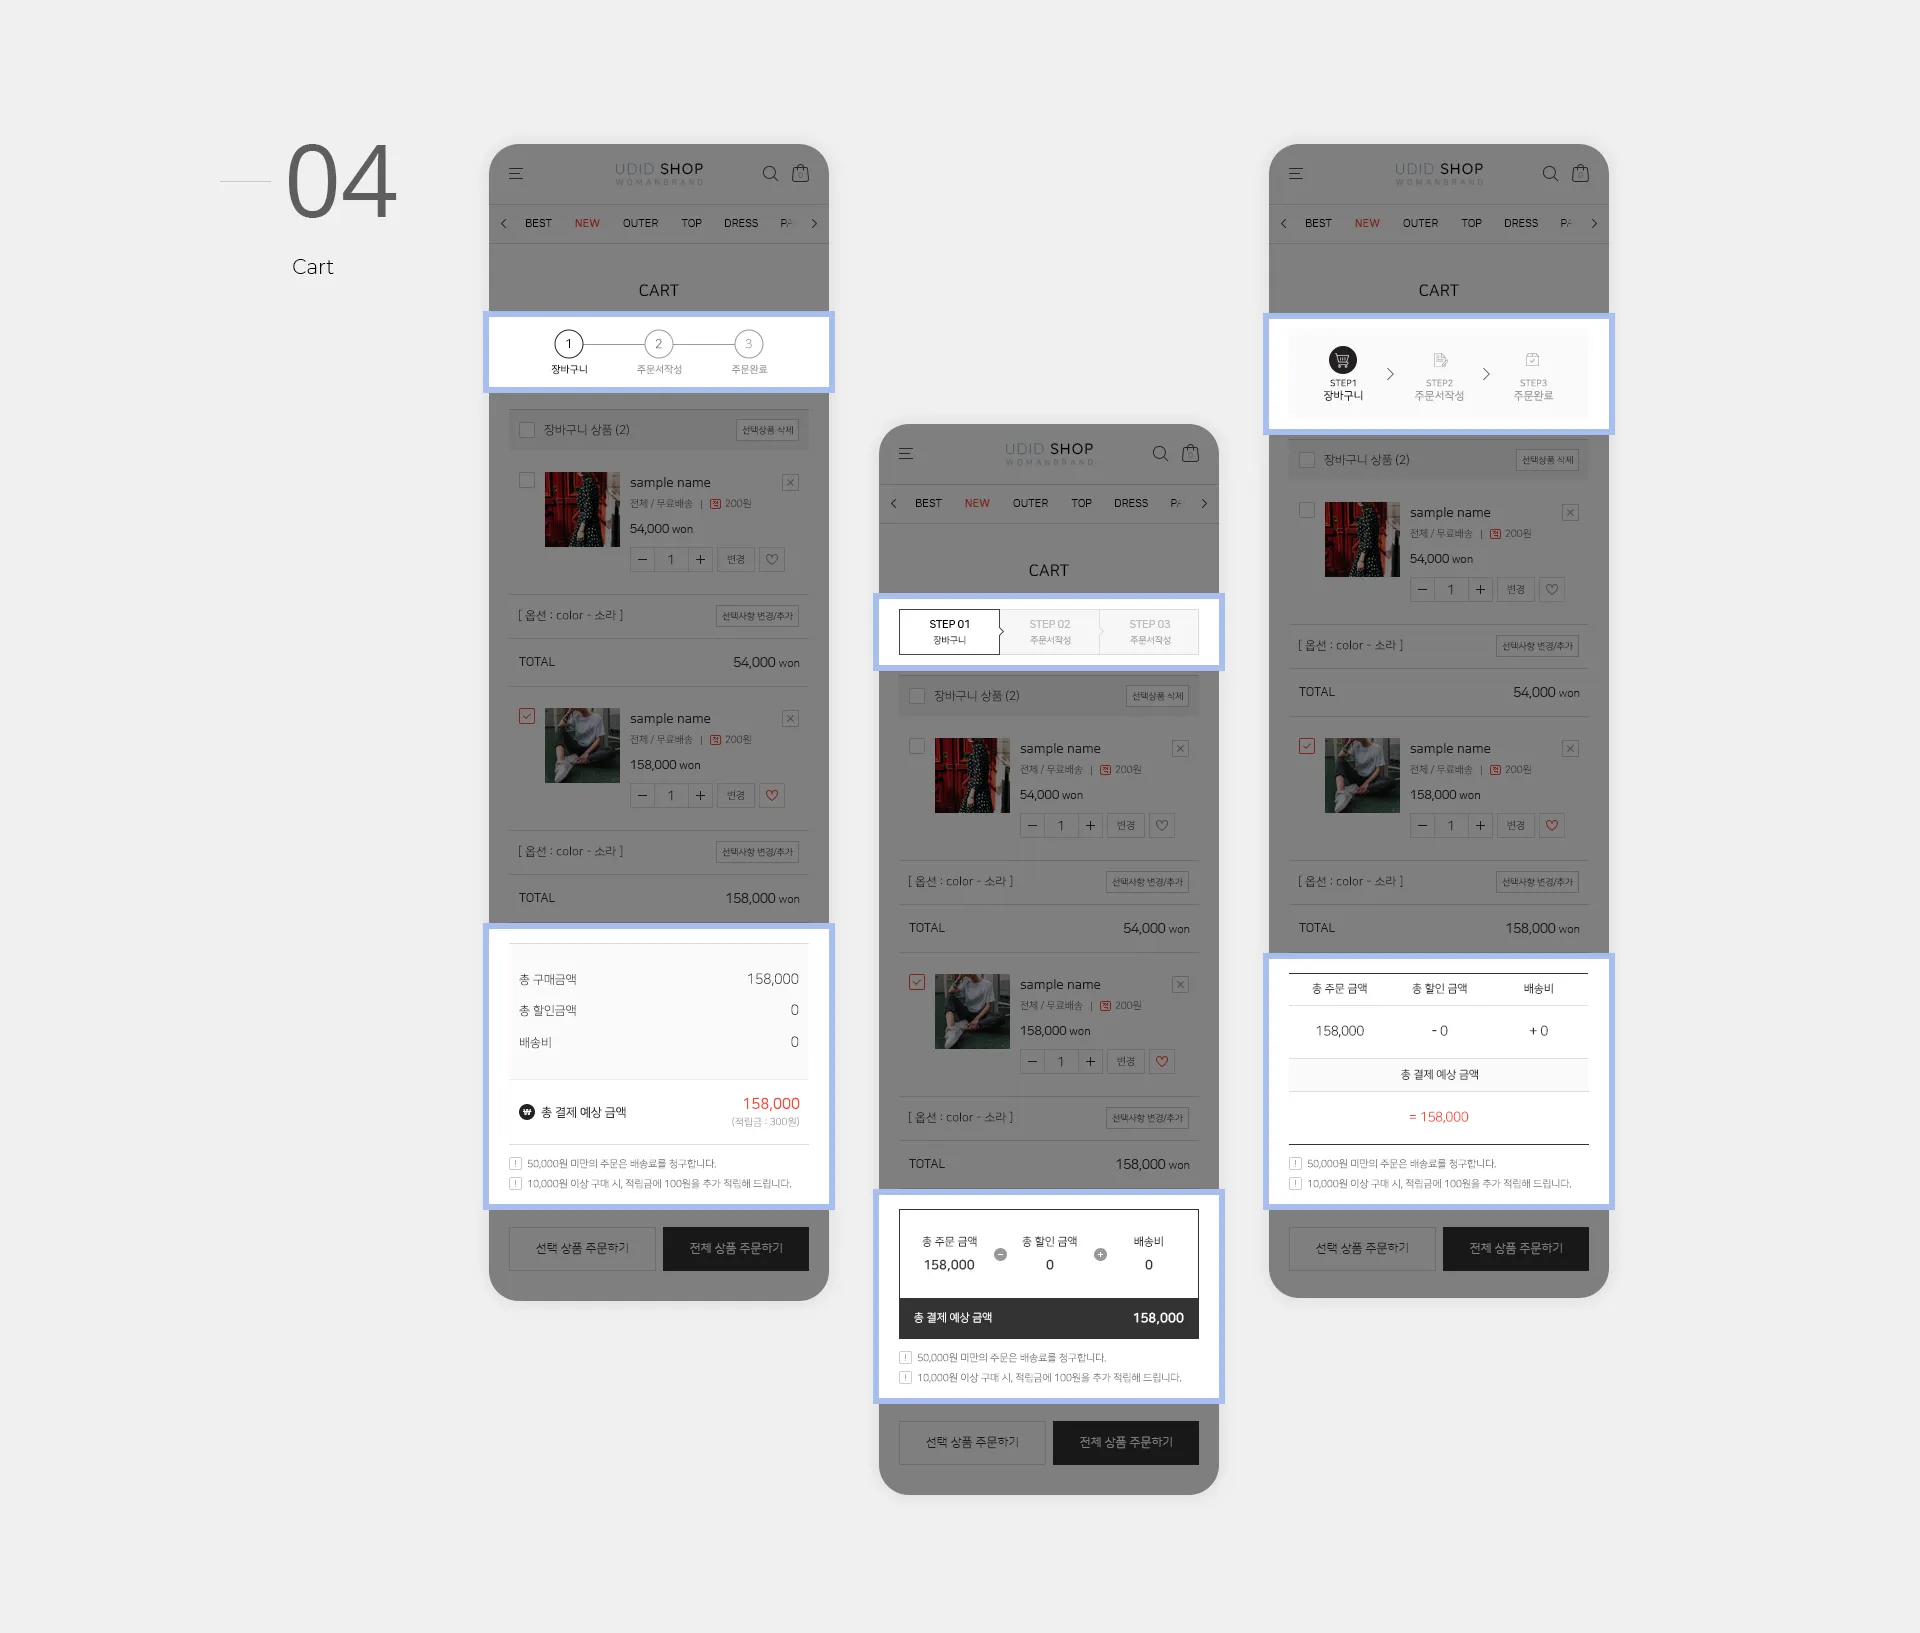 04
Cart
UDID SHOP
WOMANBRAND
0
BEST NEW OUTER TOP DRESS PA
CART
1 2 3
장바구니 주문서작성 주문완료
장바구니 상품 (2) 선택상품 삭제
sample name
전체 / 무료배송 | 적 200원
54,000 won
1 변경
[ 옵션 : color - 소라 ] 선택사항 변경/추가
TOTAL 54,000 won
sample name
전체 / 무료배송 | 적 200원
158,000 won
1 변경
[ 옵션 : color - 소라 ] 선택사항 변경/추가
TOTAL 158,000 won
총 구매금액 158,000
총 할인금액 0
배송비 0
₩ 총 결제 예상 금액 158,000
(적립금 : 300원)
! 50,000원 미만의 주문은 배송료를 청구합니다.
! 10,000원 이상 구매 시, 적립금에 100원을 추가 적립해 드립니다.
선택 상품 주문하기 전체 상품 주문하기
UDID SHOP
WOMANBRAND
0
BEST NEW OUTER TOP DRESS PA
CART
STEP 01 STEP 02 STEP 03
장바구니 주문서작성 주문서작성
장바구니 상품 (2) 선택상품 삭제
sample name
전체 / 무료배송 | 적 200원
54,000 won
1 변경
[ 옵션 : color - 소라 ] 선택사항 변경/추가
TOTAL 54,000 won
sample name
전체 / 무료배송 | 적 200원
158,000 won
1 변경
[ 옵션 : color - 소라 ] 선택사항 변경/추가
TOTAL 158,000 won
총 주문 금액 총 할인 금액 배송비
158,000 - 0 + 0
총 결제 예상 금액 158,000
! 50,000원 미만의 주문은 배송료를 청구합니다.
! 10,000원 이상 구매 시, 적립금에 100원을 추가 적립해 드립니다.
선택 상품 주문하기 전체 상품 주문하기
UDID SHOP
WOMANBRAND
0
BEST NEW OUTER TOP DRESS PA
CART
STEP1 STEP2 STEP3
장바구니 주문서작성 주문완료
장바구니 상품 (2) 선택상품 삭제
sample name
전체 / 무료배송 | 적 200원
54,000 won
1 변경
[ 옵션 : color - 소라 ] 선택사항 변경/추가
TOTAL 54,000 won
sample name
전체 / 무료배송 | 적 200원
158,000 won
1 변경
[ 옵션 : color - 소라 ] 선택사항 변경/추가
TOTAL 158,000 won
총 주문 금액 총 할인 금액 배송비
158,000 - 0 + 0
총 결제 예상 금액
= 158,000
! 50,000원 미만의 주문은 배송료를 청구합니다.
! 10,000원 이상 구매 시, 적립금에 100원을 추가 적립해 드립니다.
선택 상품 주문하기 전체 상품 주문하기